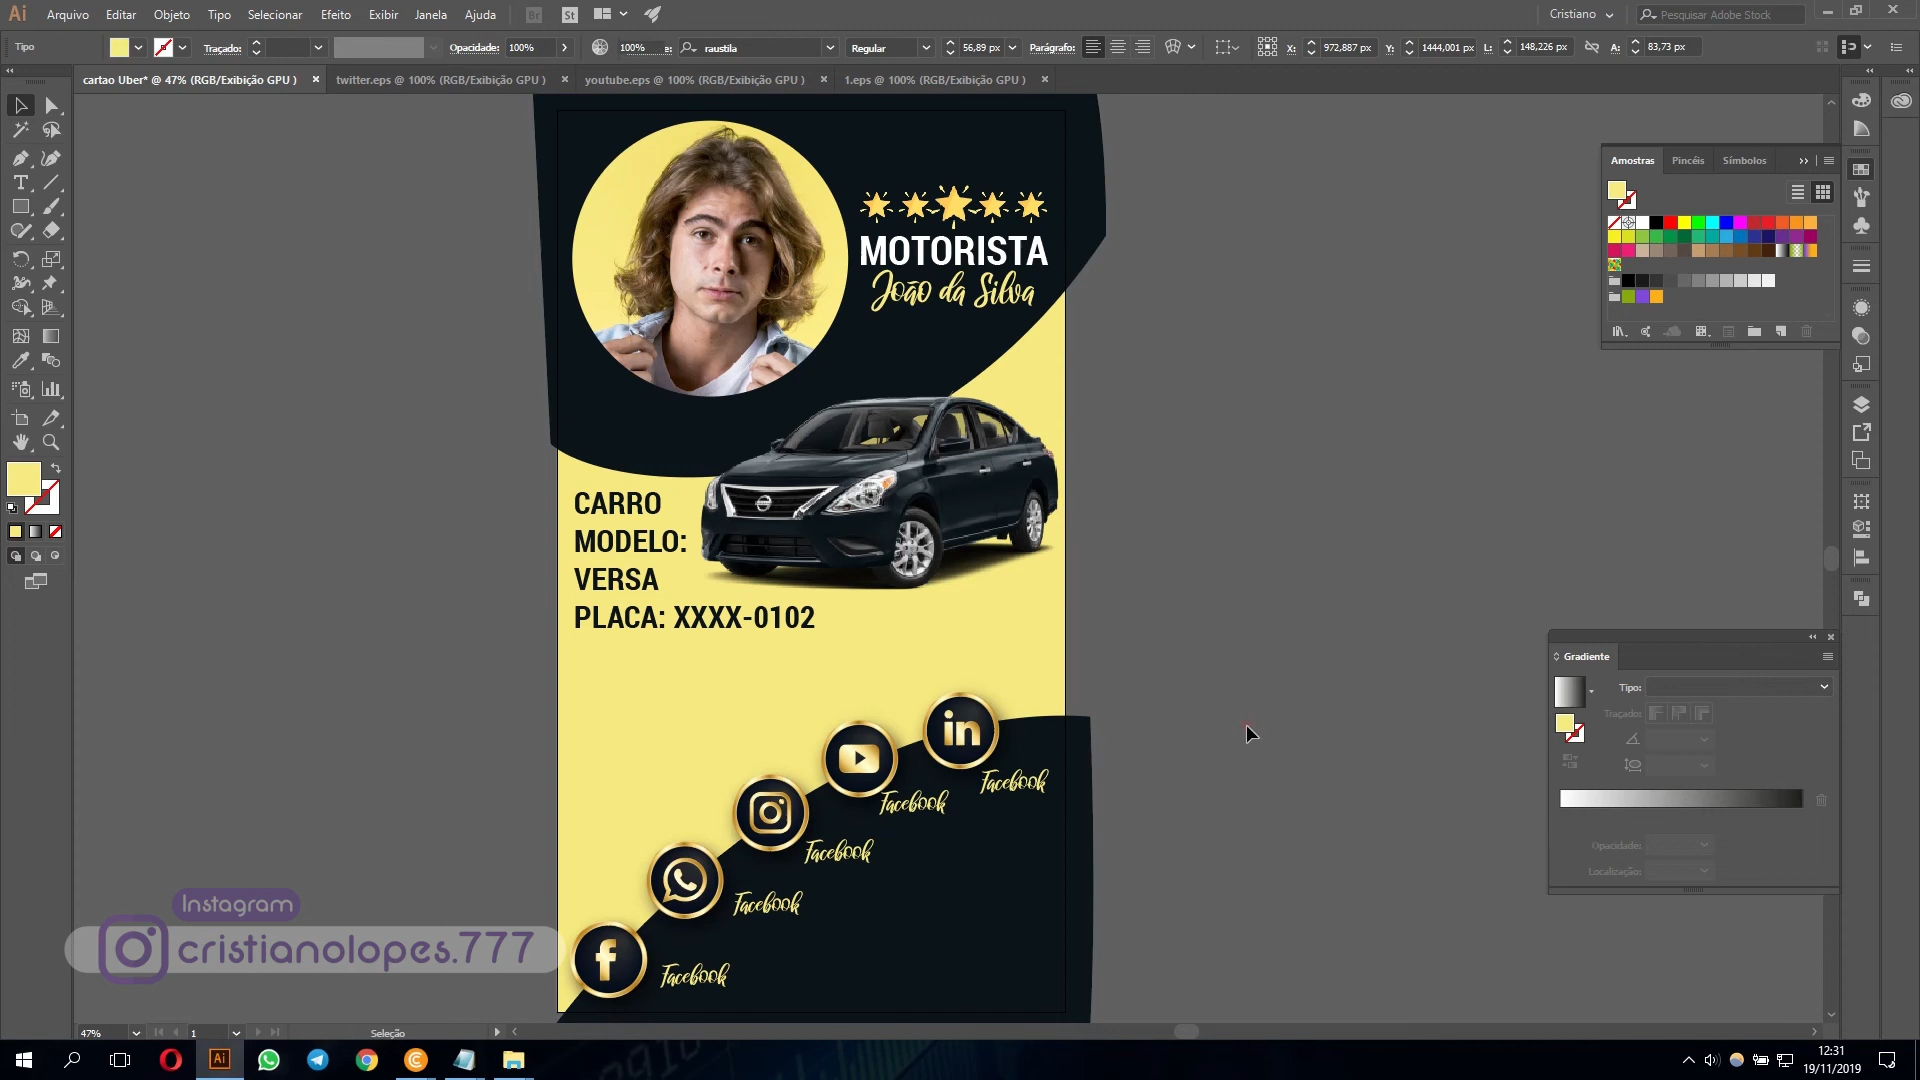 Ai Arquivo Editar Objeto Tipo Selecionar Efeito Exibir Janela Ajuda Br St Cristiano Pesquisar Adobe Stock
Tipo Traçado: Opacidade: 100% 100% raustila Regular 56,89 px Parágrafo: X: 972,887 px Y: 1444,001 px L: 148,226 px A: 83,73 px
cartao Uber* @ 47% (RGB/Exibição GPU ) twitter.eps @ 100% (RGB/Exibição GPU ) youtube.eps @ 100% (RGB/Exibição GPU ) 1.eps @ 100% (RGB/Exibição GPU )
Amostras Pincéis Símbolos
MOTORISTA
João da Silva
CARRO
MODELO:
VERSA
PLACA: XXXX-0102
Gradiente
Tipo:
Traçado:
Opacidade:
Localização:
in
Facebook
Facebook
Facebook
Facebook
f
Facebook
Instagram
cristianolopes.777
47% 1 Seleção
Ai
12:31
19/11/2019